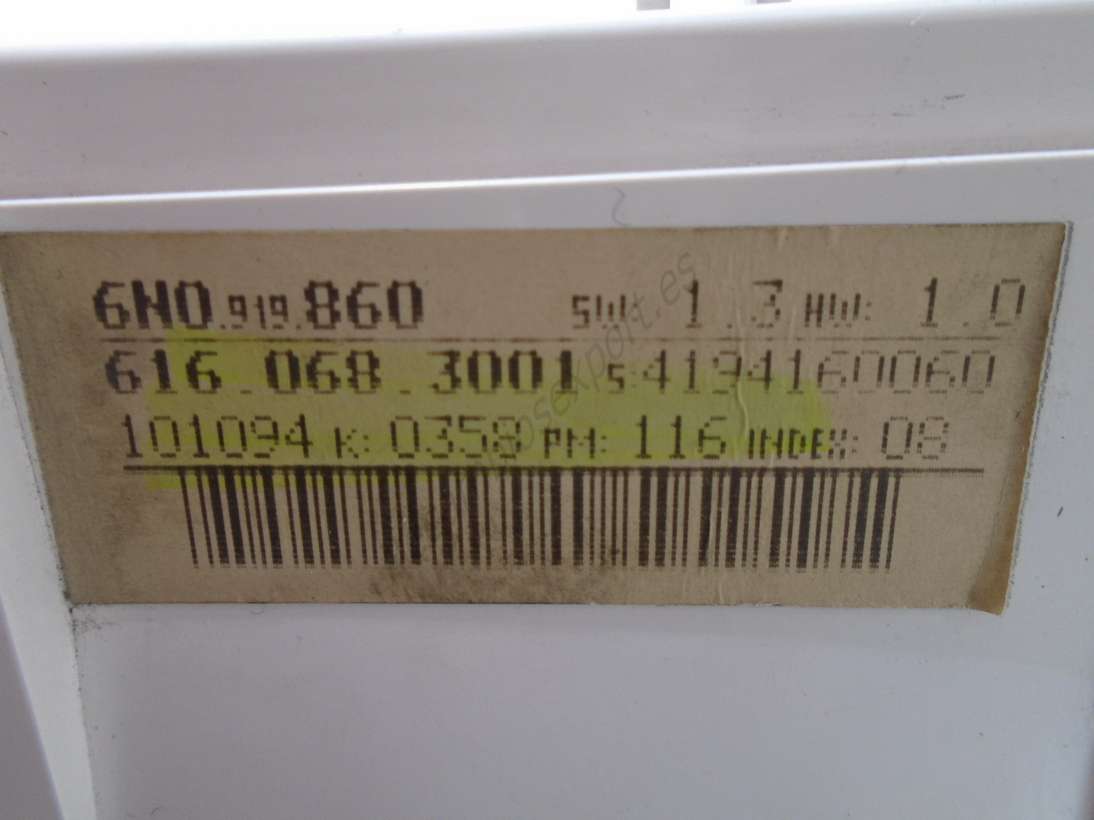 6N0.919.860 SW: 1.3 HW: 1.0
616.068.3001 S:4194160060
101094 K: 0358 PM: 116 INDEX: 08